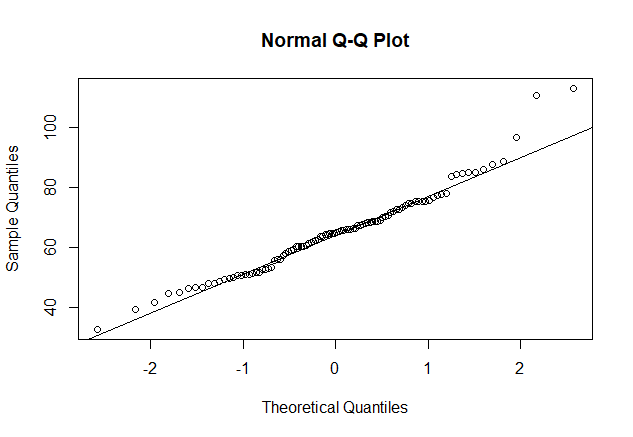 Normal Q-Q Plot
100
80
60
40
Sample Quantiles
-2 -1 0 1 2
Theoretical Quantiles